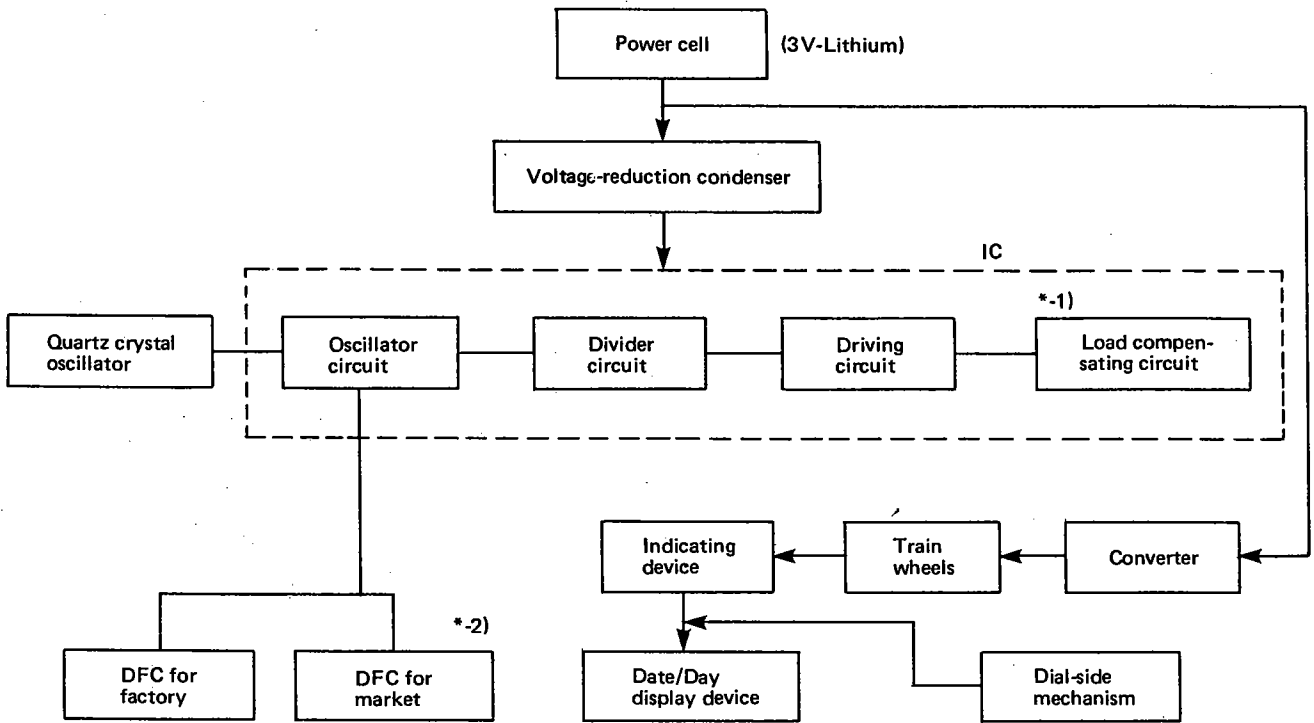 Power cell
(3V-Lithium)
Voltage-reduction condenser
IC
*-1)
Quartz crystal
oscillator
Oscillator
circuit
Divider
circuit
Driving
circuit
Load compen-
sating circuit
Indicating
device
Train
wheels
Converter
*-2)
DFC for
factory
DFC for
market
Date/Day
display device
Dial-side
mechanism